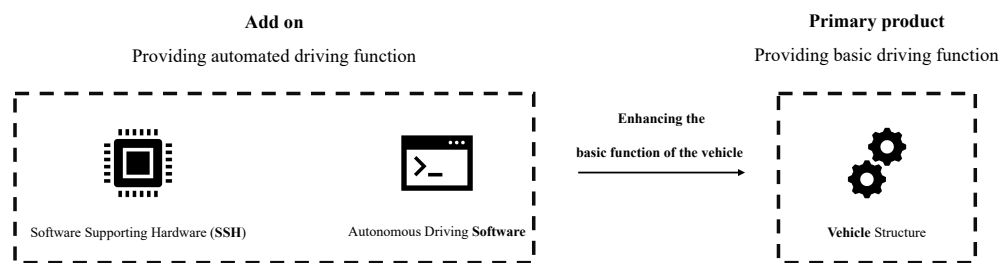 Add on
Providing automated driving function
Software Supporting Hardware (SSH)
Autonomous Driving Software
Enhancing the
basic function of the vehicle
Primary product
Providing basic driving function
Vehicle Structure